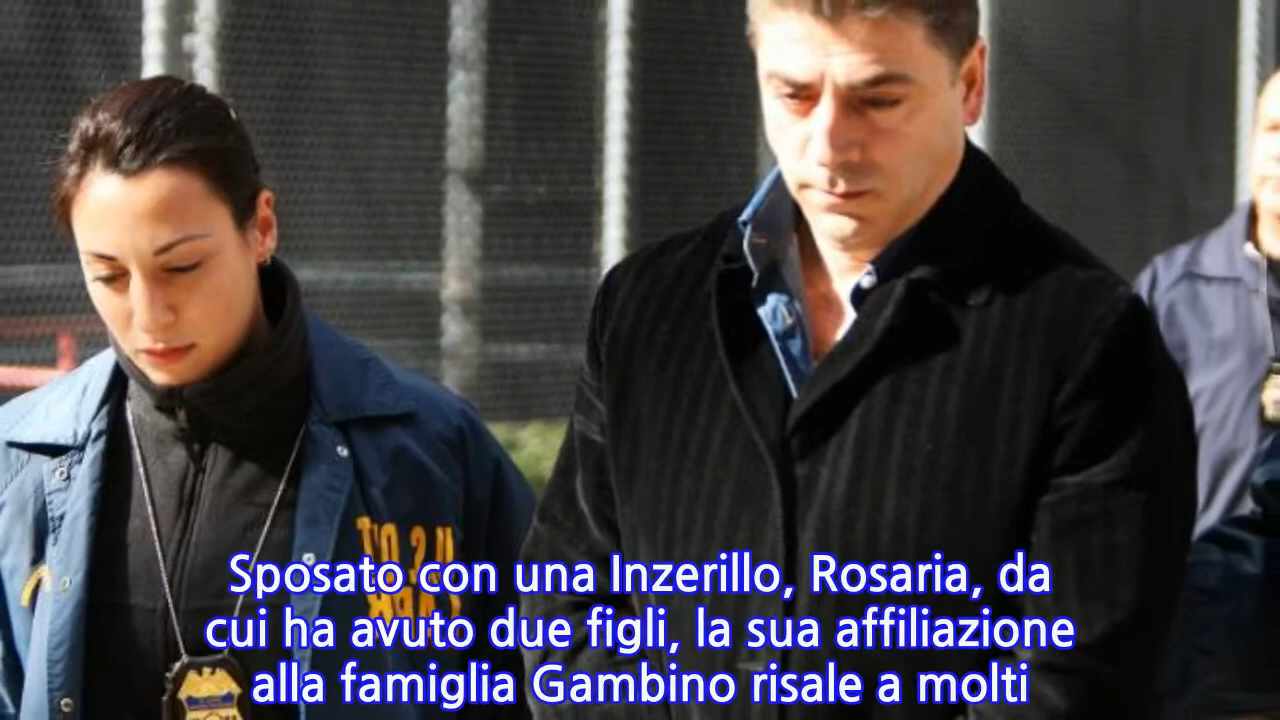 Sposato con una Inzerillo, Rosaria, da
cui ha avuto due figli, la sua affiliazione
alla famiglia Gambino risale a molti